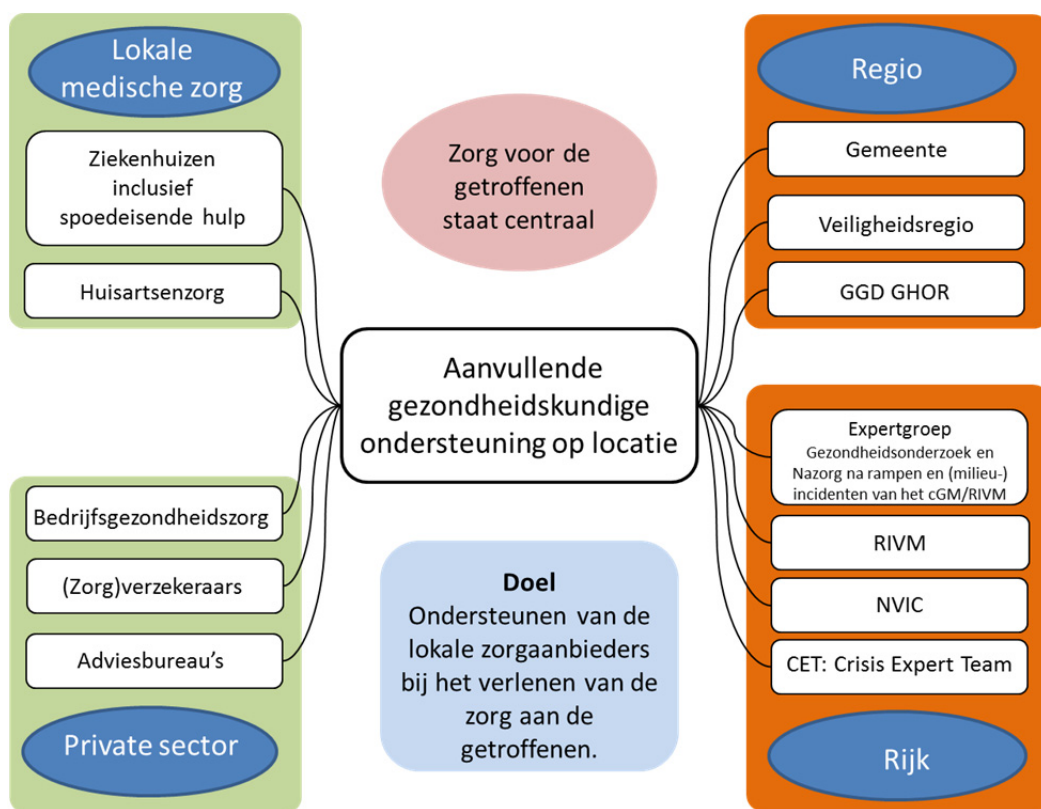 Lokale
medische zorg
Ziekenhuizen
inclusief
spoedeisende hulp
Huisartsenzorg
Zorg voor de
getroffenen
staat centraal
Regio
Gemeente
Veiligheidsregio
GGD GHOR
Aanvullende
gezondheidskundige
ondersteuning op locatie
Bedrijfsgezondheidszorg
(Zorg)verzekeraars
Adviesbureau's
Private sector
Doel
Ondersteunen van de
lokale zorgaanbieders
bij het verlenen van de
zorg aan de
getroffenen.
Expertgroep
Gezondheidsonderzoek en
Nazorg na rampen en (milieu-)
incidenten van het cGM/RIVM
RIVM
NVIC
CET: Crisis Expert Team
Rijk